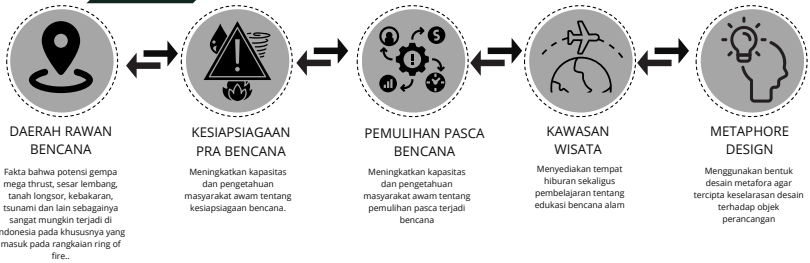 DAERAH RAWAN
BENCANA
Fakta bahwa potensi gempa
mega thrust, sesar lembang,
tanah longsor, kebakaran,
tsunami dan lain sebagainya
sangat mungkin terjadi di
ndonesia pada khususnya yang
masuk pada rangkaian ring of
fire..
KESIAPSIAGAAN
PRA BENCANA
Meningkatkan kapasitas
dan pengetahuan
masyarakat awam tentang
kesiapsiagaan bencana.
PEMULIHAN PASCA
BENCANA
Meningkatkan kapasitas
dan pengetahuan
masyarakat awam tentang
pemulihan pasca terjadi
bencana
KAWASAN
WISATA
Menyediakan tempat
hiburan sekaligus
pembelajaran tentang
edukasi bencana alam
METAPHORE
DESIGN
Menggunakan bentuk
desain metafora agar
tercipta keselarasan desain
terhadap objek
perancangan